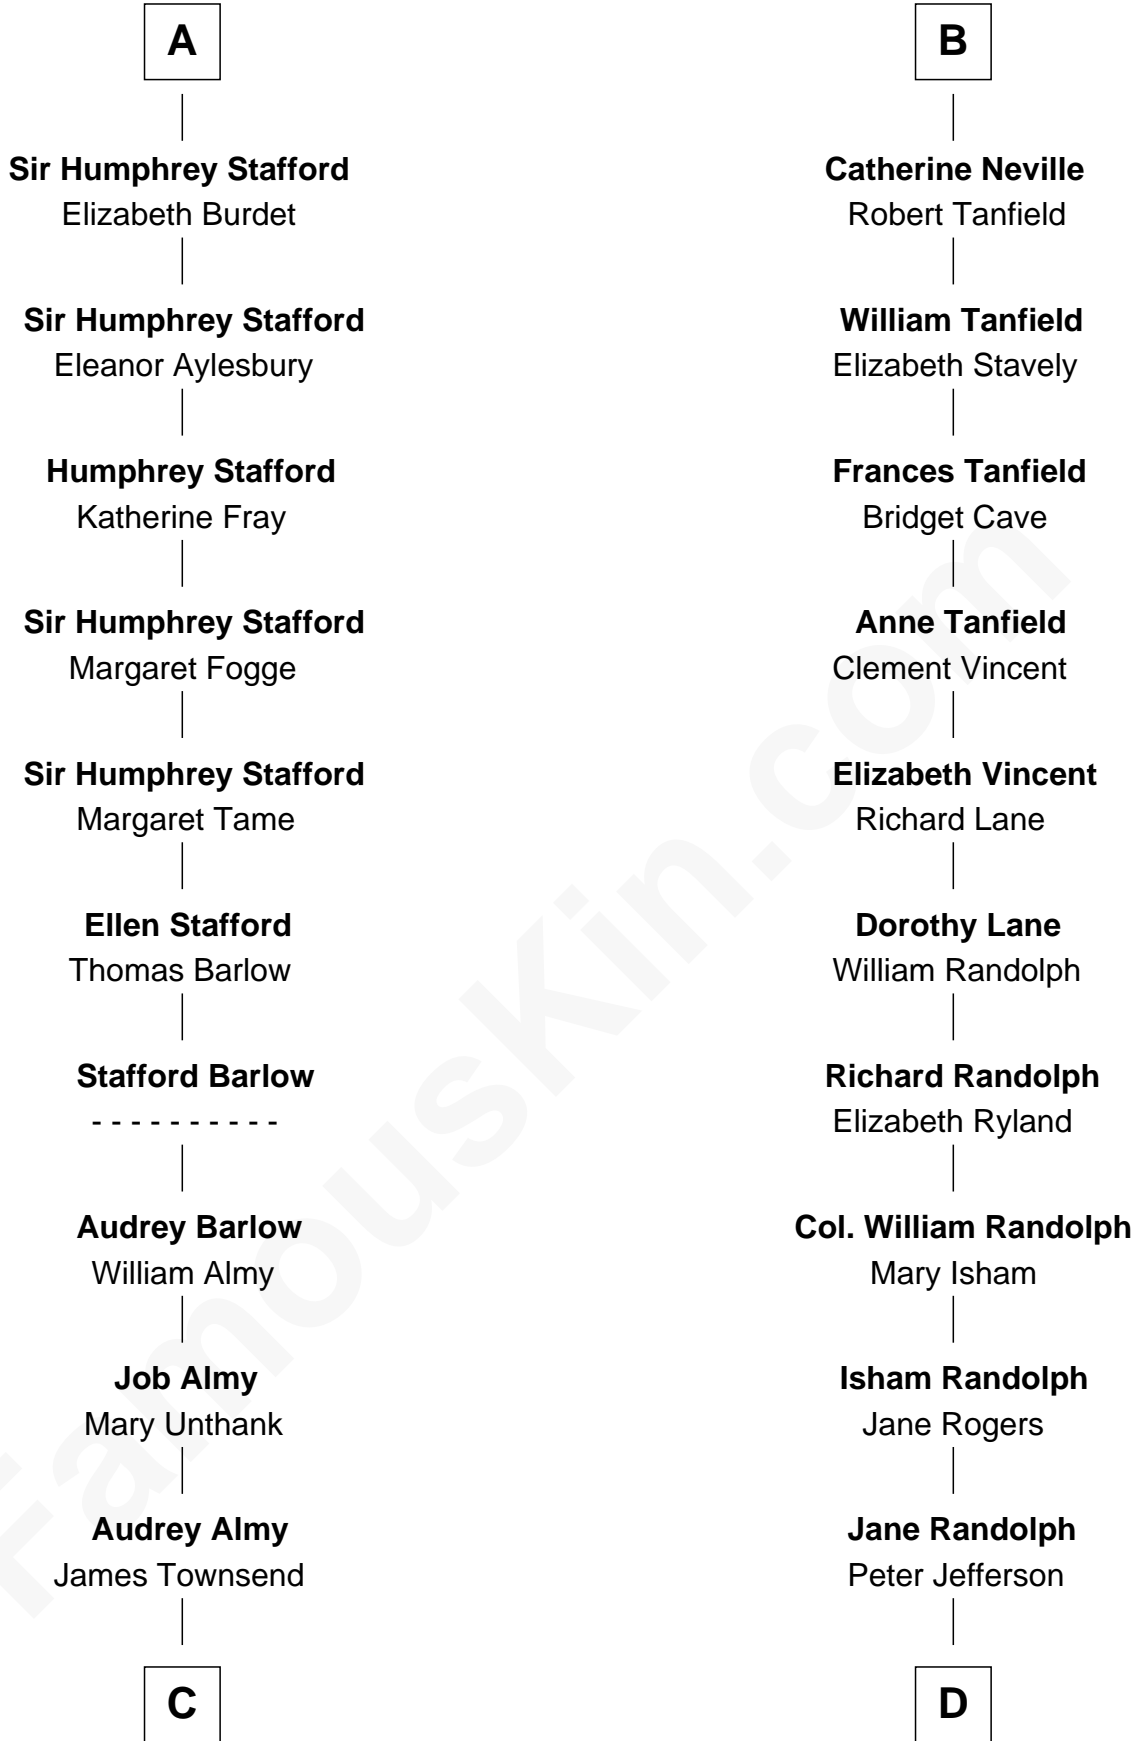 A
Sir Humphrey Stafford
Elizabeth Burdet
Sir Humphrey Stafford
Eleanor Aylesbury
Humphrey Stafford
Katherine Fray
Sir Humphrey Stafford
Margaret Fogge
Sir Humphrey Stafford
Margaret Tame
Ellen Stafford
Thomas Barlow
Stafford Barlow
- - - - - - - - - -
Audrey Barlow
William Almy
Job Almy
Mary Unthank
Audrey Almy
James Townsend
C
B
Catherine Neville
Robert Tanfield
William Tanfield
Elizabeth Stavely
Frances Tanfield
Bridget Cave
Anne Tanfield
Clement Vincent
Elizabeth Vincent
Richard Lane
Dorothy Lane
William Randolph
Richard Randolph
Elizabeth Ryland
Col. William Randolph
Mary Isham
Isham Randolph
Jane Rogers
Jane Randolph
Peter Jefferson
D
FamousKin.com